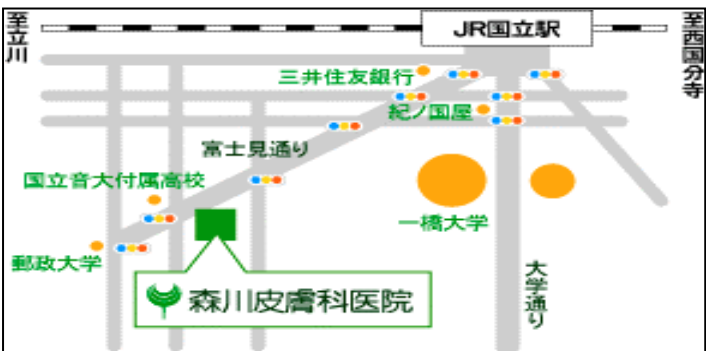 至立川
JR国立駅
至西国分寺
三井住友銀行
紀ノ国屋
富士見通り
国立音大付属高校
一橋大学
郵政大学
大学通り
森川皮膚科医院